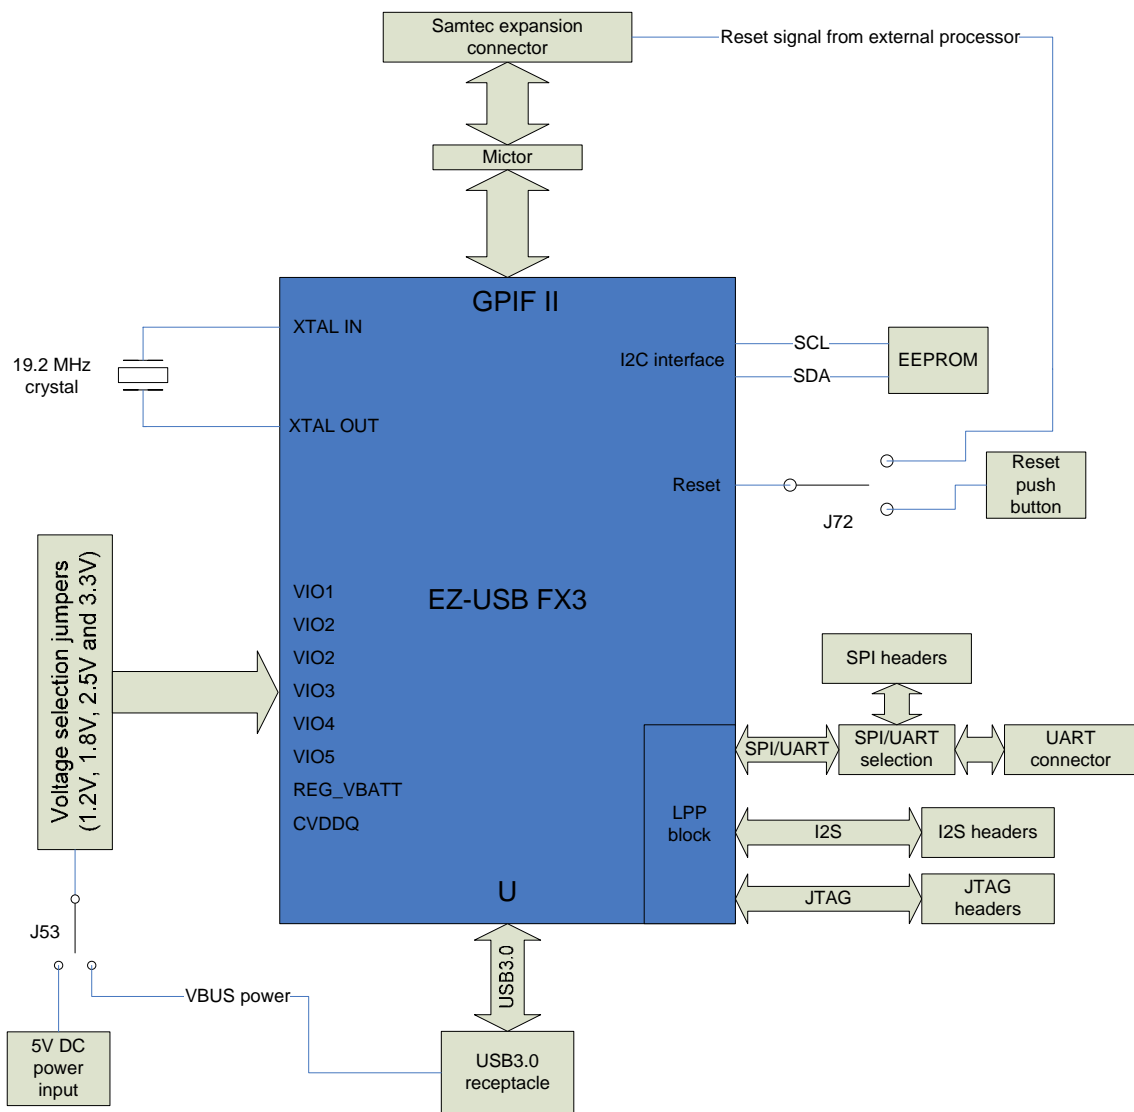 Samtec expansion
connector
Reset signal from external processor
Mictor
GPIF II
XTAL IN
19.2 MHz
crystal
XTAL OUT
I2C interface
SCL
SDA
EEPROM
Reset
J72
Reset
push
button
Voltage selection jumpers
(1.2V, 1.8V, 2.5V and 3.3V)
VIO1
VIO2
VIO2
VIO3
VIO4
VIO5
REG_VBATT
CVDDQ
EZ-USB FX3
SPI headers
SPI/UART
SPI/UART
selection
UART
connector
LPP
block
I2S
I2S headers
JTAG
JTAG
headers
U
J53
USB3.0
VBUS power
5V DC
power
input
USB3.0
receptacle